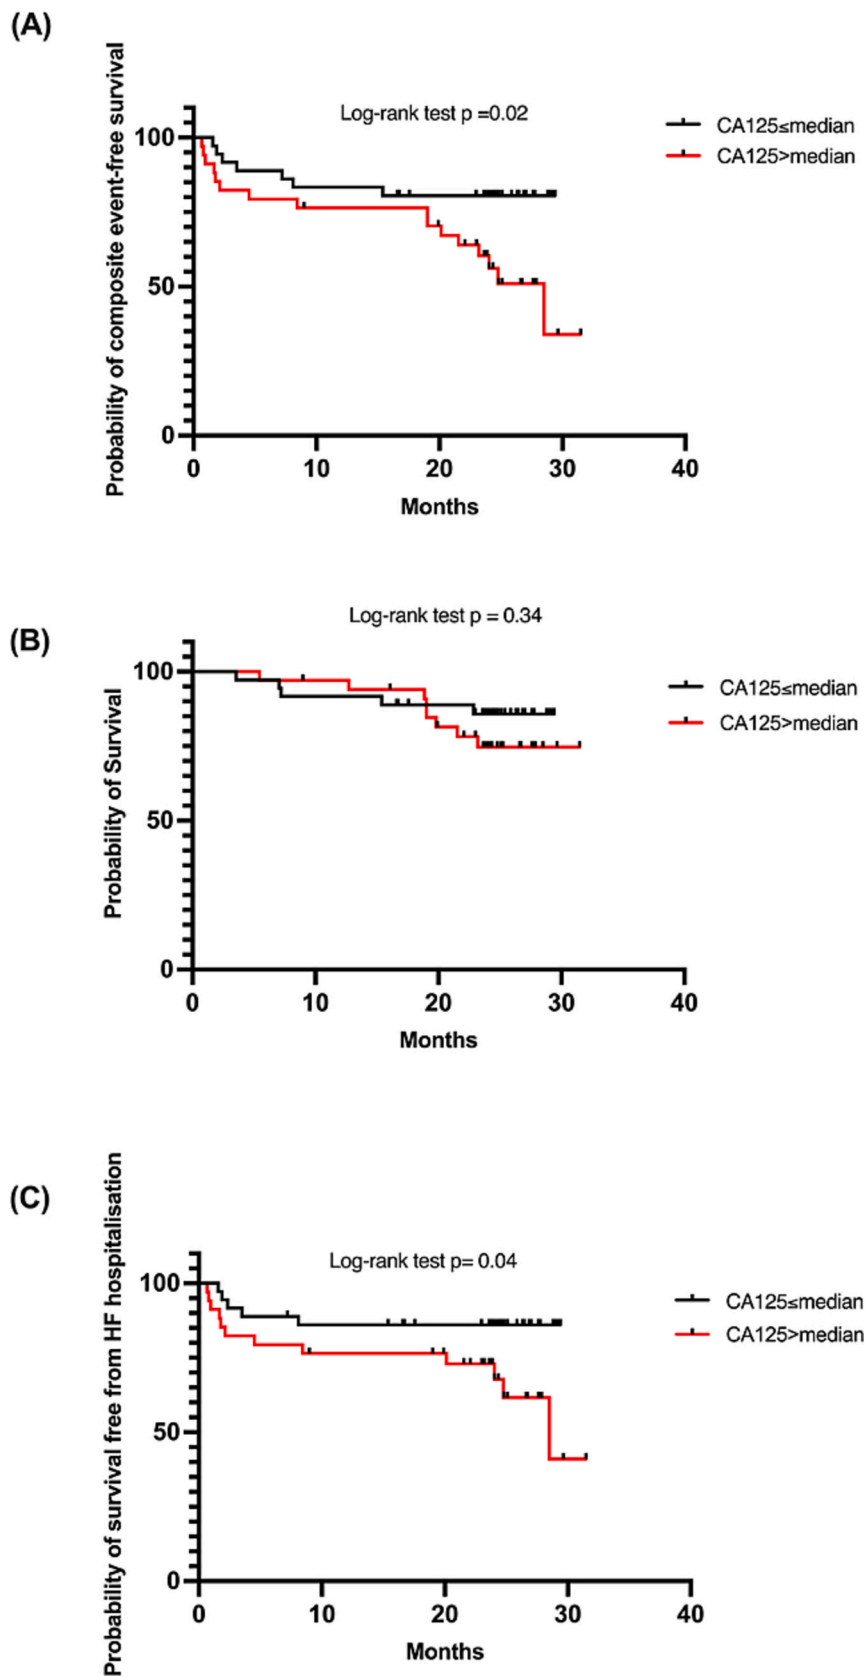 (A)
Probability of composite event-free survival
Log-rank test p =0.02
CA125≤median
CA125>median
100
50
0
0 10 20 30 40
Months
(B)
Probability of Survival
Log-rank test p = 0.34
CA125≤median
CA125>median
100
50
0
0 10 20 30 40
Months
(C)
Probability of survival free from HF hospitalisation
Log-rank test p= 0.04
CA125≤median
CA125>median
100
50
0
0 10 20 30 40
Months